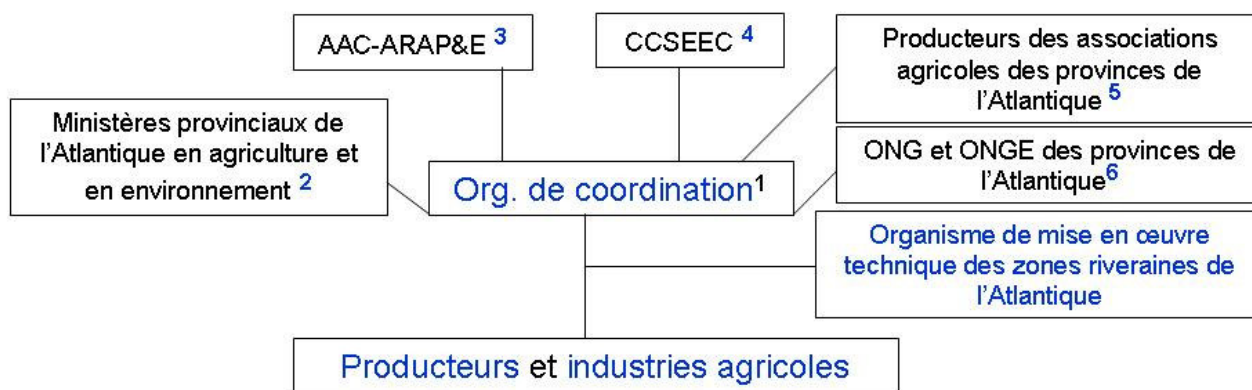 AAC-ARAP&E 3
CCSEEC 4
Producteurs des associations
agricoles des provinces de
l'Atlantique 5
Ministères provinciaux de
l'Atlantique en agriculture et
en environnement 2
ONG et ONGE des provinces de
l'Atlantique6
Org. de coordination1
Organisme de mise en œuvre
technique des zones riveraines de
l'Atlantique
Producteurs et industries agricoles